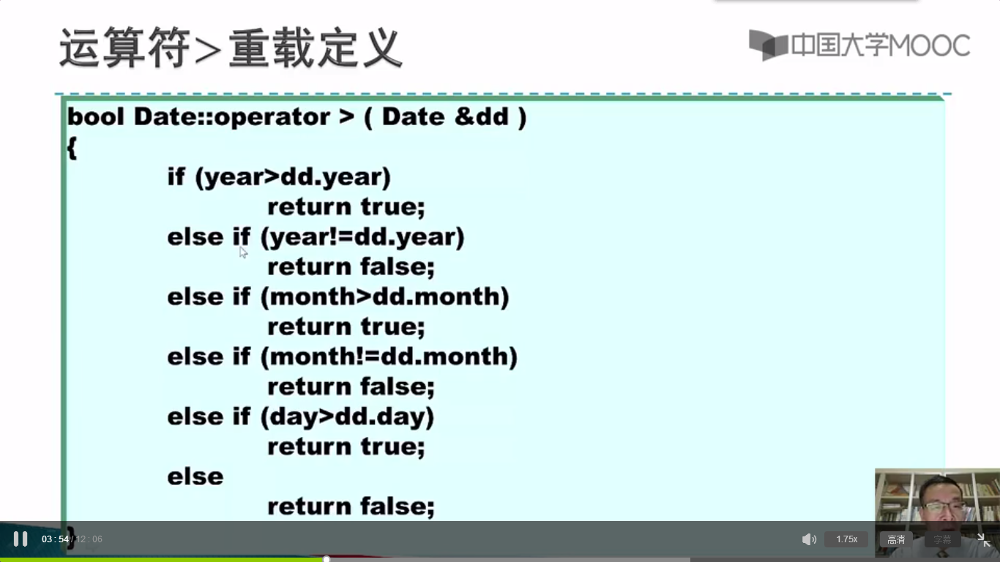 运算符>重载定义
中国大学MOOC
bool Date::operator > ( Date &dd )
{
if (year>dd.year)
return true;
else if (year!=dd.year)
return false;
else if (month>dd.month)
return true;
else if (month!=dd.month)
return false;
else if (day>dd.day)
return true;
else
return false;
}
03:54 / 12:06
1.75x
高清
字幕